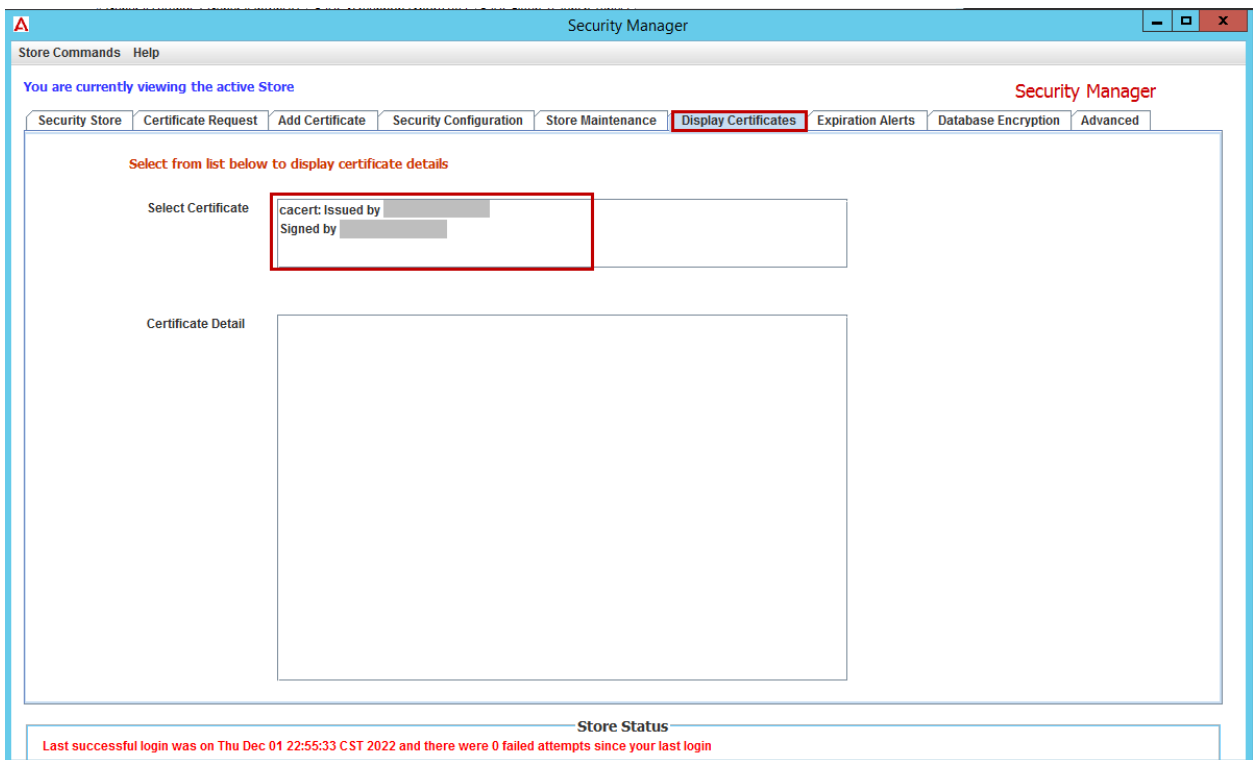 Security Manager
Store Commands Help
You are currently viewing the active Store
Security Manager
Security Store Certificate Request Add Certificate Security Configuration Store Maintenance Display Certificates Expiration Alerts Database Encryption Advanced
Select from list below to display certificate details
Select Certificate
cacert: Issued by
Signed by
Certificate Detail
Store Status
Last successful login was on Thu Dec 01 22:55:33 CST 2022 and there were 0 failed attempts since your last login